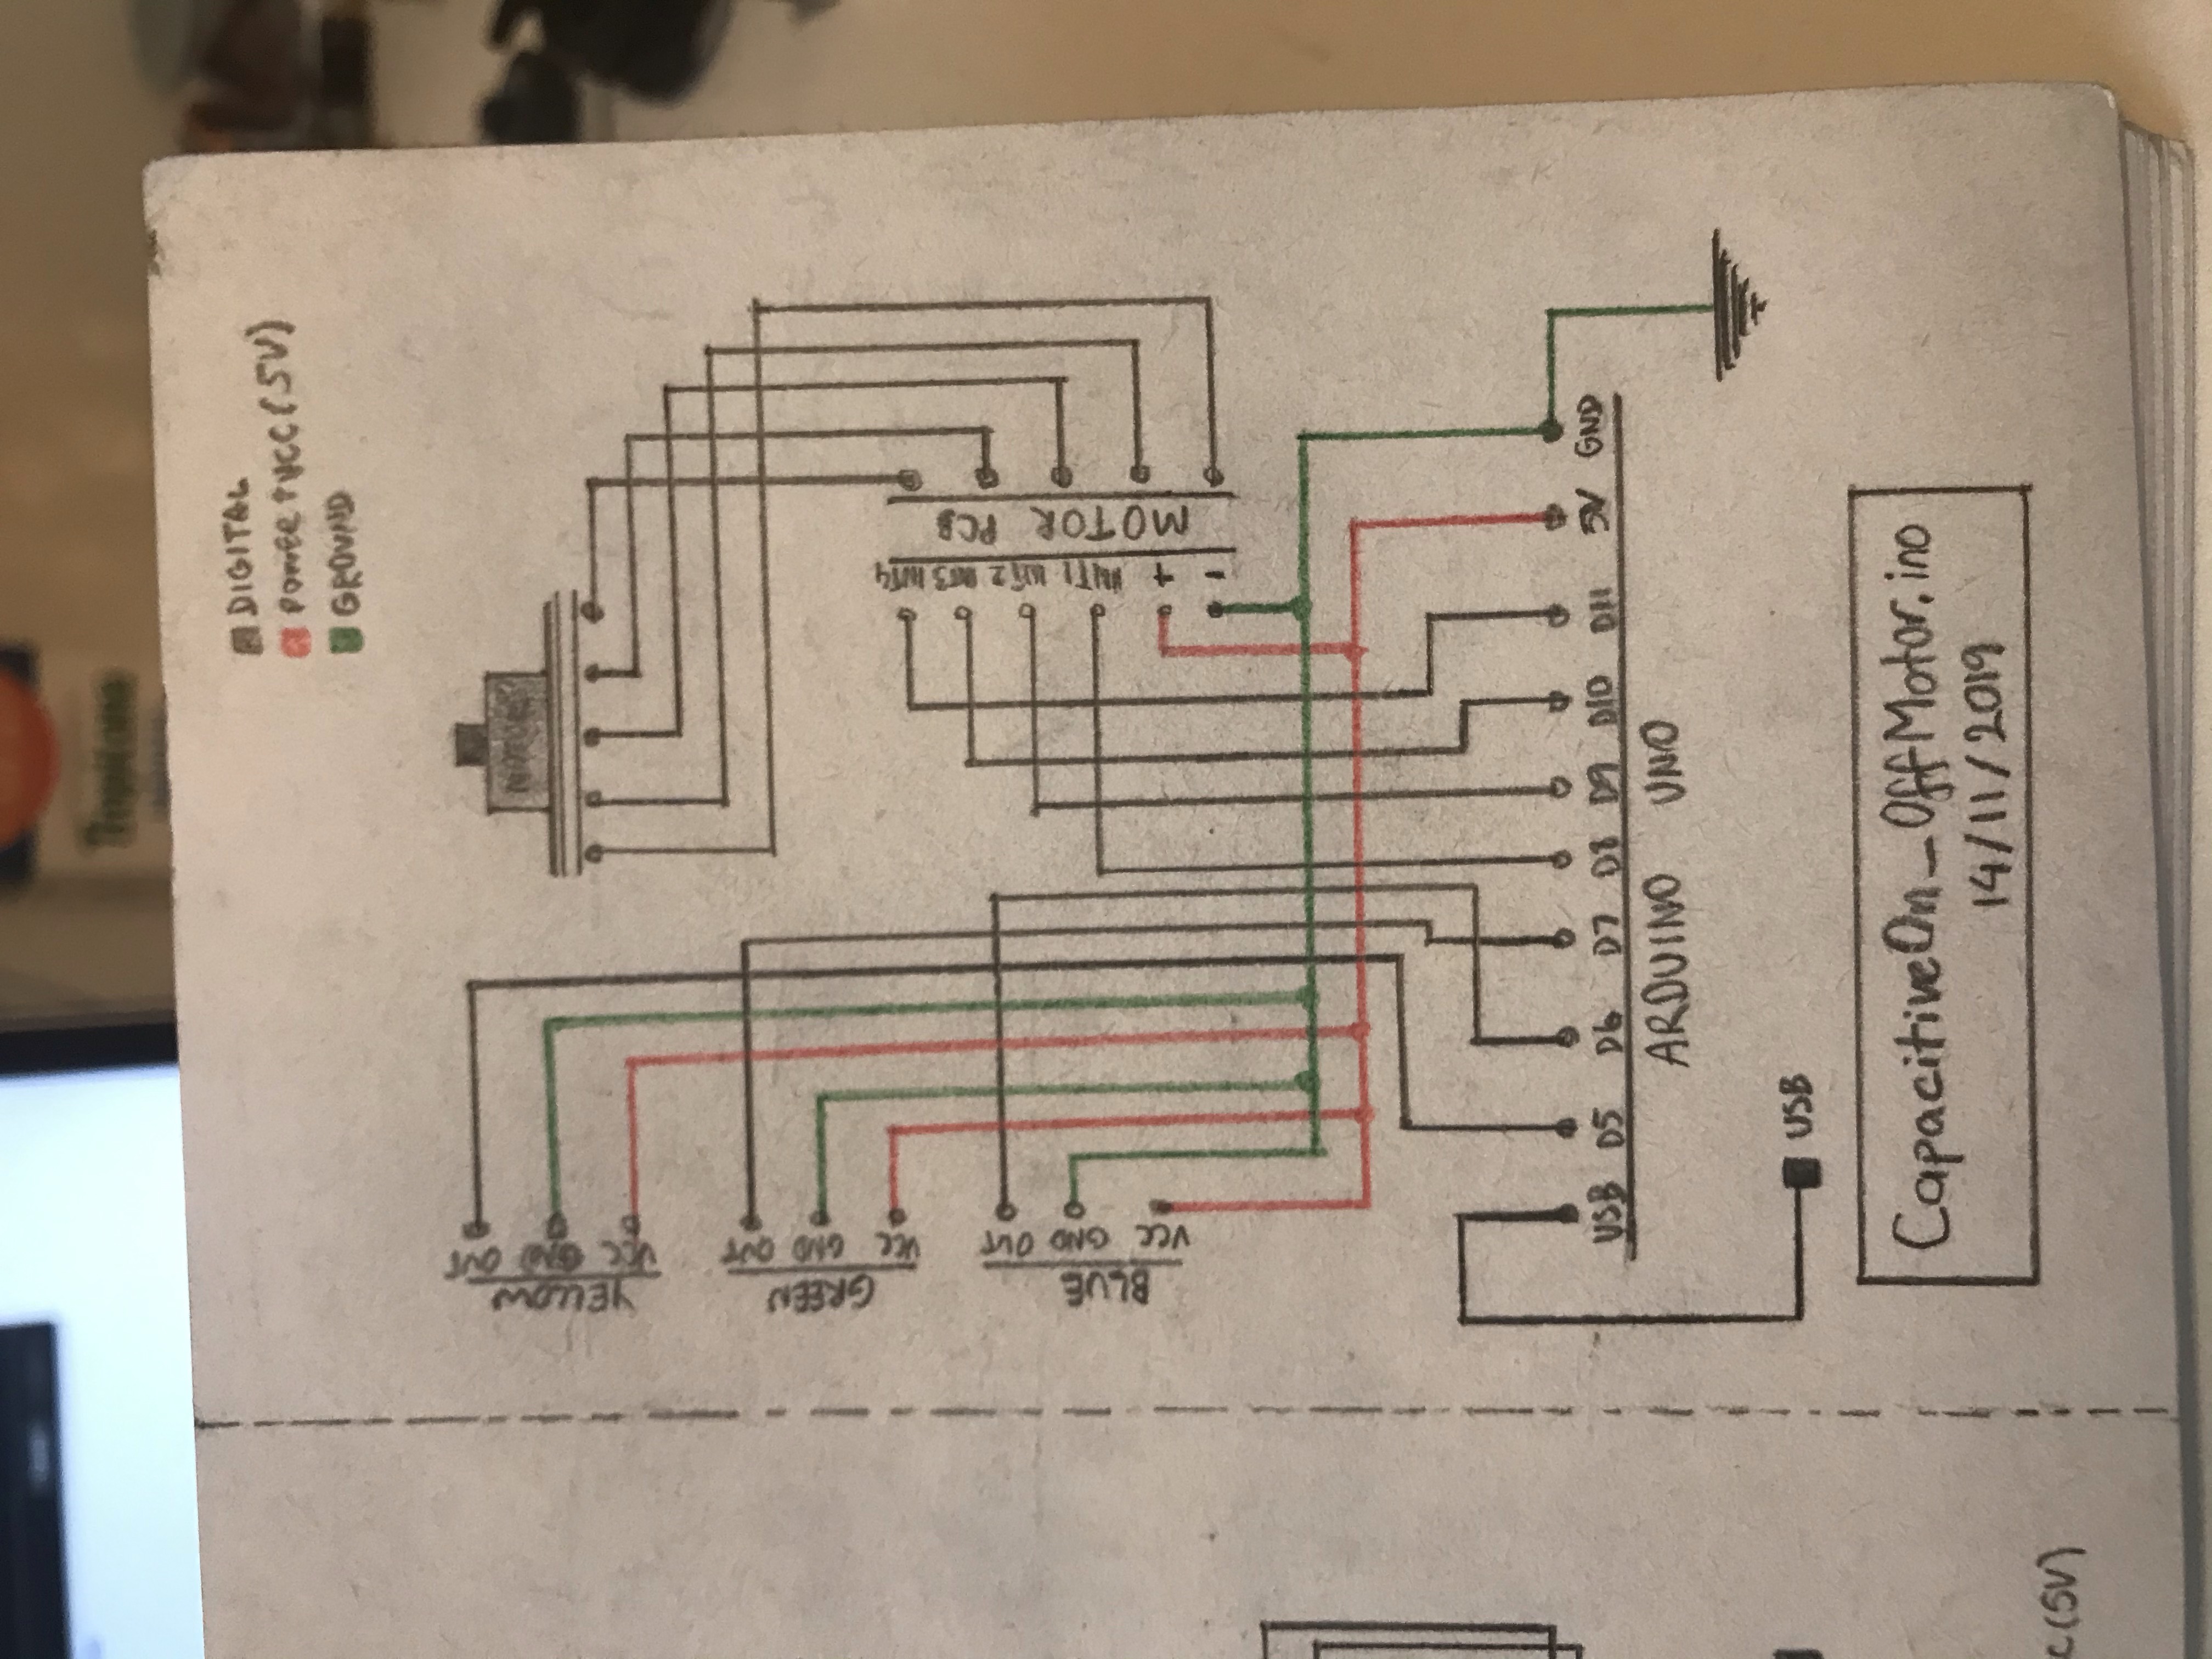 Tropicana
DIGITAL
POWER +VCC (5V)
GROUND
YELLOW
OUT
GND
VCC
MOTOR
GREEN
OUT
GND
VCC
BLUE
OUT
GND
VCC
INT1 INT2 INT3 INT4
+
-
MOTOR PCB
USB D5 D6 D7 D8 D9 D10 D11 5V GND
ARDUINO UNO
USB
CapacitiveOn_OffMotor.ino
14/11/2019
C(5V)